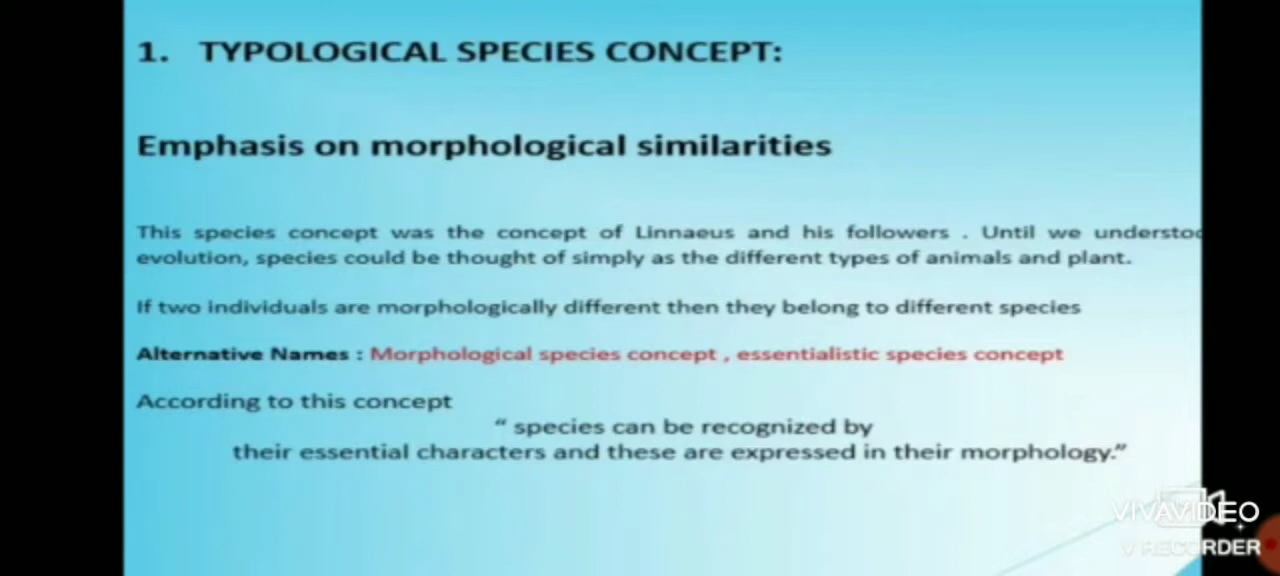 1. TYPOLOGICAL SPECIES CONCEPT:
Emphasis on morphological similarities
This species concept was the concept of Linnaeus and his followers . Until we understoo
evolution, species could be thought of simply as the different types of animals and plant.
If two individuals are morphologically different then they belong to different species
Alternative Names : Morphological species concept , essentialistic species concept
According to this concept
“ species can be recognized by
their essential characters and these are expressed in their morphology.”
VIVAVIDEO
V RECORDER